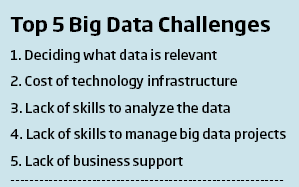 Top 5 Big Data Challenges
1. Deciding what data is relevant
2. Cost of technology infrastructure
3. Lack of skills to analyze the data
4. Lack of skills to manage big data projects
5. Lack of business support